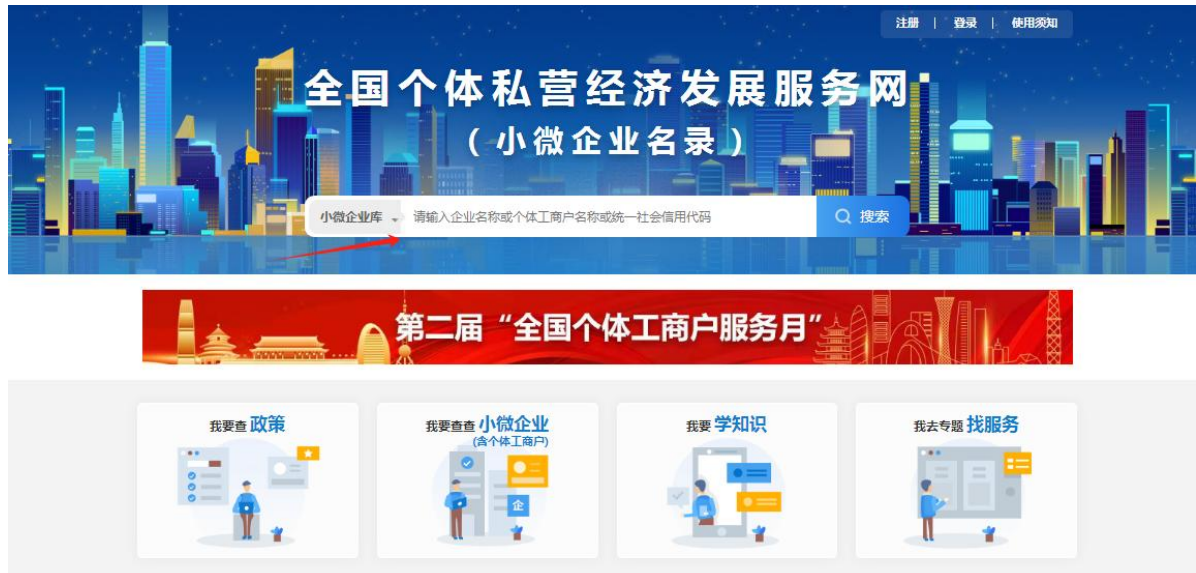 注册 | 登录 | 使用须知
全国个体私营经济发展服务网
（小微企业名录）
小微企业库 请输入企业名称或个体工商户名称或统一社会信用代码 搜索
第二届“全国个体工商户服务月”
我要查 政策
我要查查 小微企业
(含个体工商户)
企
我要 学知识
我去专题 找服务